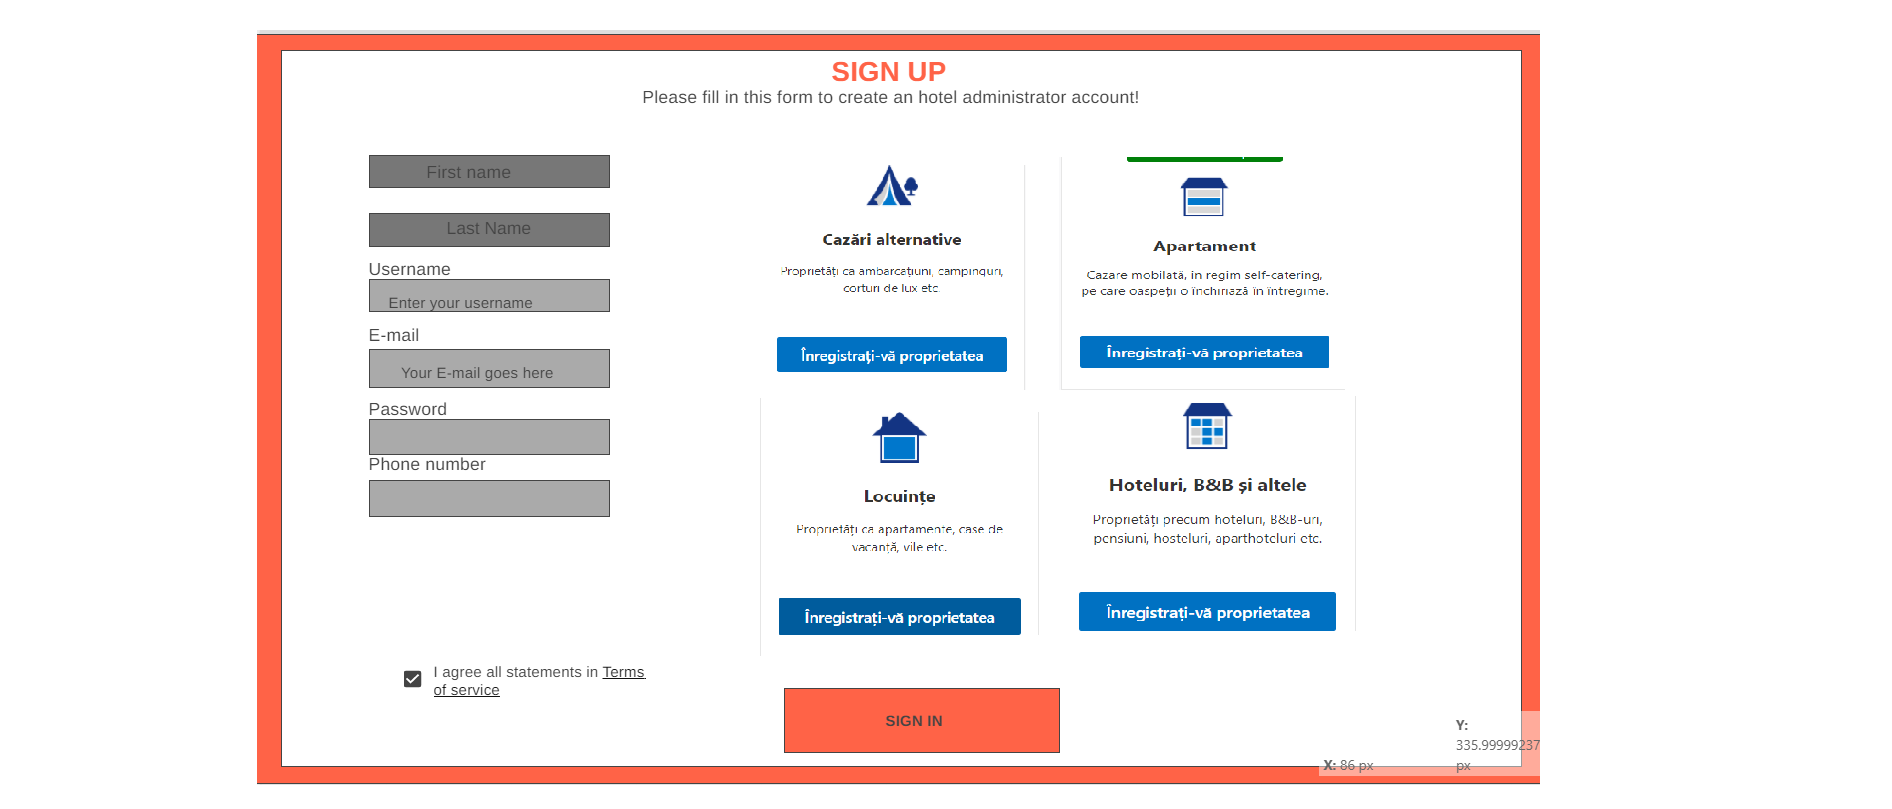 SIGN UP
Please fill in this form to create an hotel administrator account!
First name
Last Name
Username
Enter your username
E-mail
Your E-mail goes here
Password
Phone number
Cazări alternative
Proprietăți ca ambarcațiuni, campinguri,
corturi de lux etc.
Înregistrați-vă proprietatea
Apartament
Cazare mobilată, în regim self-catering,
pe care oaspeții o închiriază în întregime.
Înregistrați-vă proprietatea
Locuințe
Proprietăți ca apartamente, case de
vacanță, vile etc.
Înregistrați-vă proprietatea
Hoteluri, B&B și altele
Proprietăți precum hoteluri, B&B-uri,
pensiuni, hosteluri, aparthoteluri etc.
Înregistrați-vă proprietatea
I agree all statements in Terms
of service
SIGN IN
Y:
335.99999237
X: 86 px
px